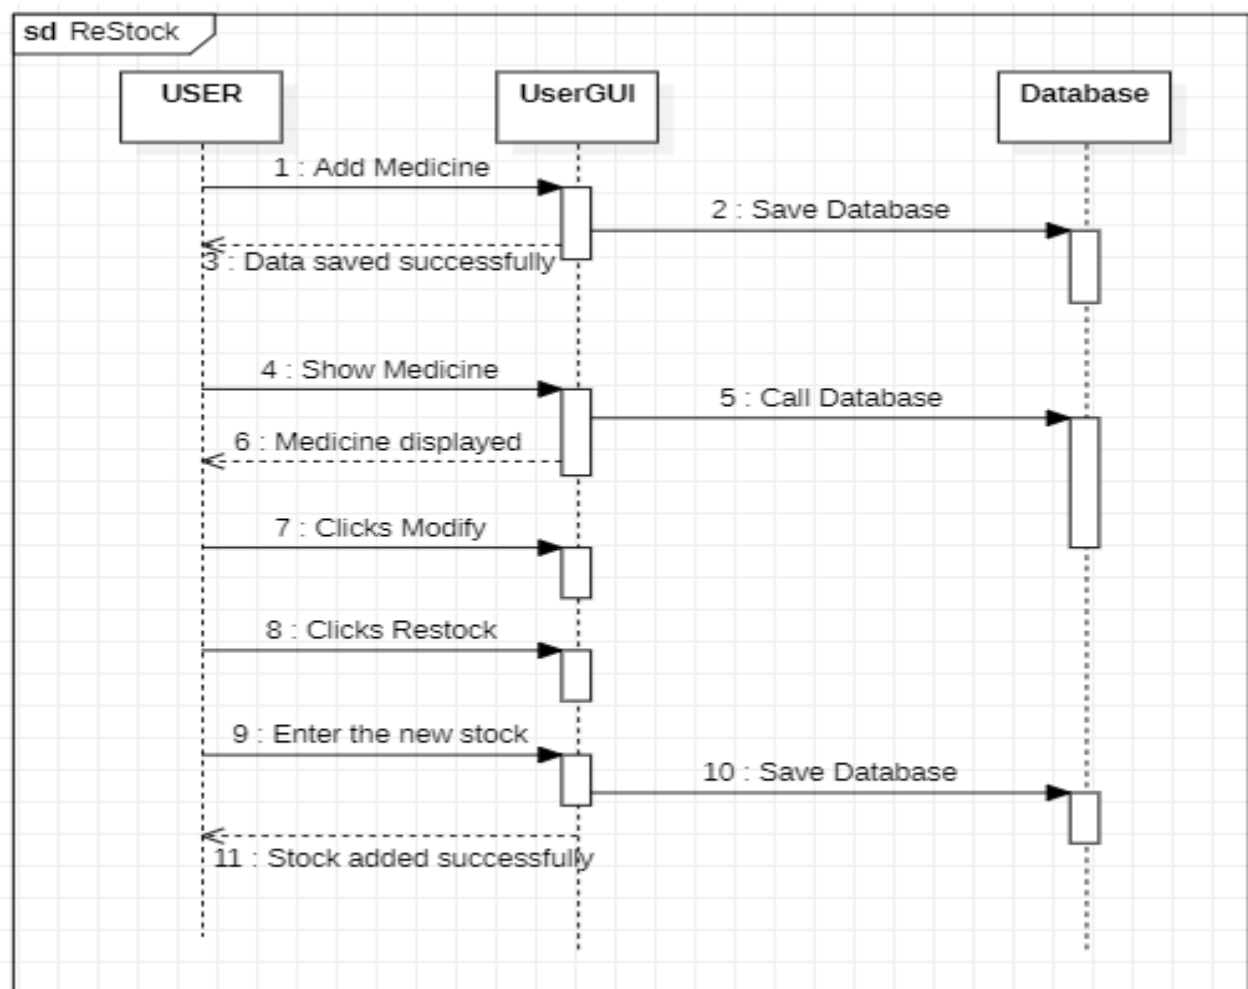 sd ReStock
USER
UserGUI
Database
1 : Add Medicine
2 : Save Database
3 : Data saved successfully
4 : Show Medicine
5 : Call Database
6 : Medicine displayed
7 : Clicks Modify
8 : Clicks Restock
9 : Enter the new stock
10 : Save Database
11 : Stock added successfully